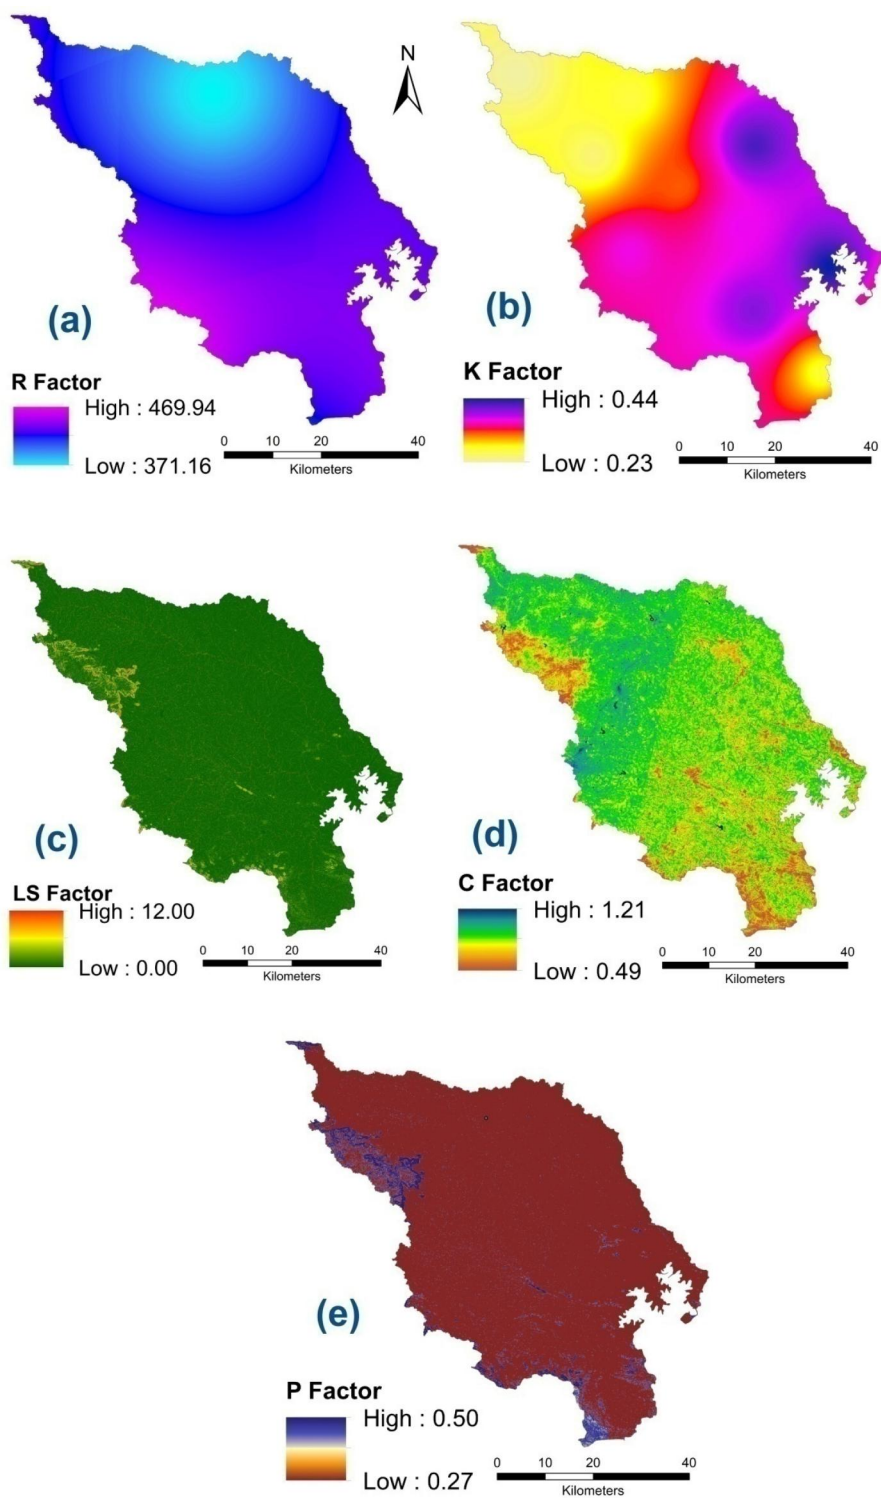 N
(a)
R Factor
High : 469.94
Low : 371.16
0 10 20 40
Kilometers
(b)
K Factor
High : 0.44
Low : 0.23
0 10 20 40
Kilometers
(c)
LS Factor
High : 12.00
Low : 0.00
0 10 20 40
Kilometers
(d)
C Factor
High : 1.21
Low : 0.49
0 10 20 40
Kilometers
(e)
P Factor
High : 0.50
Low : 0.27
0 10 20 40
Kilometers